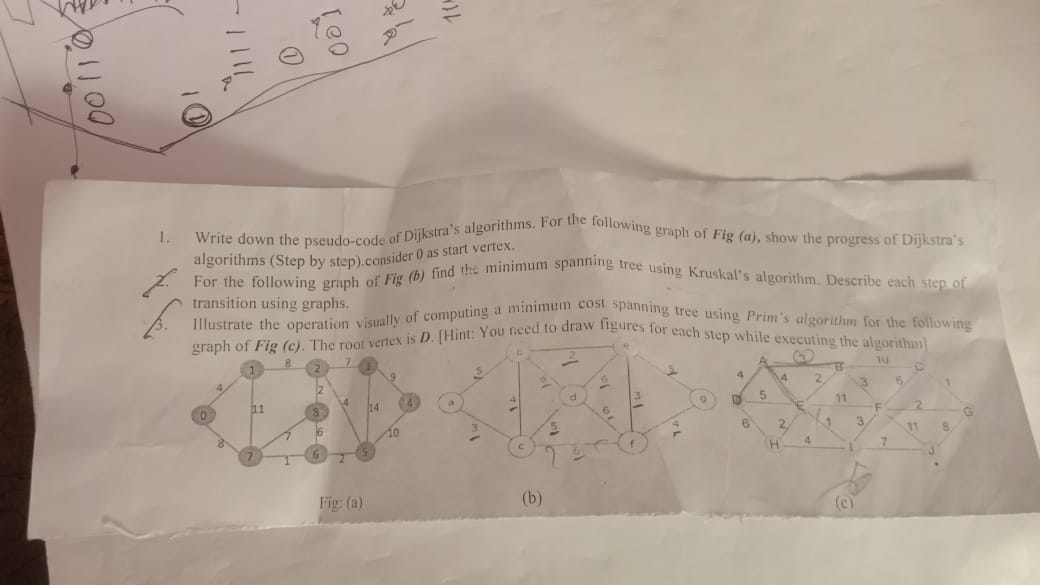 00110
1
1111
1
001
1. Write down the pseudo-code of Dijkstra's algorithms. For the following graph of Fig (a), show the progress of Dijkstra's
algorithms (Step by step).consider 0 as start vertex.
2. For the following graph of Fig (b) find the minimum spanning tree using Kruskal's algorithm. Describe each step of
transition using graphs.
3. Illustrate the operation visually of computing a minimum cost spanning tree using Prim's algorithm for the following
graph of Fig (c). The root vertex is D. [Hint: You need to draw figures for each step while executing the algorithm]
0 1 2 3 4 5 6 7 8
4 8 7 9 2 4 14 11 8 7 6 10 1 2
Fig: (a)
a b c d e f g
5 2 5 4 6 3 3 5 6 4
(b)
A B C D E F G H I J
3 10 4 4 2 3 6 1 5 11 2 6 2 1 3 11 8 4 7
(c)